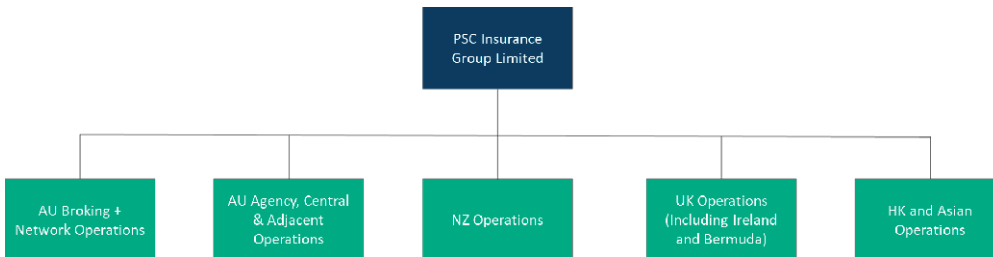 PSC Insurance
Group Limited
AU Broking +
Network Operations
AU Agency, Central
& Adjacent
Operations
NZ Operations
UK Operations
(Including Ireland
and Bermuda)
HK and Asian
Operations